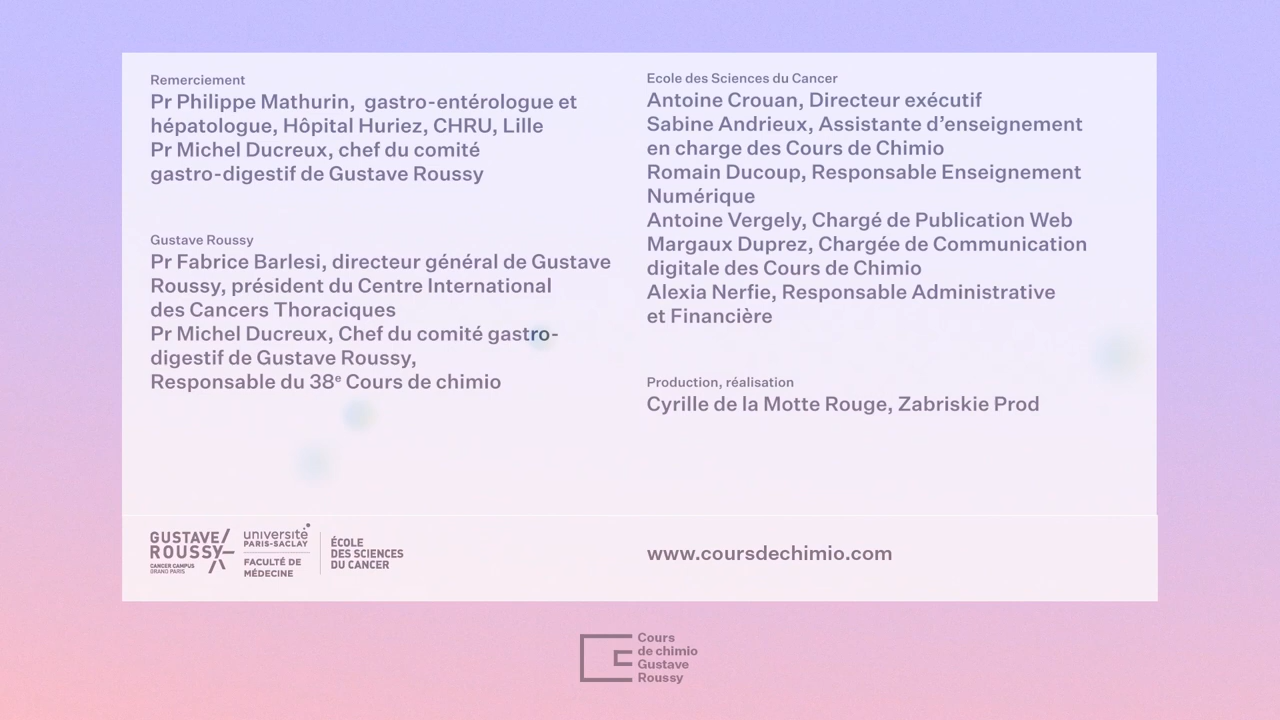 Remerciement
Pr Philippe Mathurin, gastro-entérologue et
hépatologue, Hôpital Huriez, CHRU, Lille
Pr Michel Ducreux, chef du comité
gastro-digestif de Gustave Roussy
Gustave Roussy
Pr Fabrice Barlesi, directeur général de Gustave
Roussy, président du Centre International
des Cancers Thoraciques
Pr Michel Ducreux, Chef du comité gastro-
digestif de Gustave Roussy,
Responsable du 38e Cours de chimio
Ecole des Sciences du Cancer
Antoine Crouan, Directeur exécutif
Sabine Andrieux, Assistante d’enseignement
en charge des Cours de Chimio
Romain Ducoup, Responsable Enseignement
Numérique
Antoine Vergely, Chargé de Publication Web
Margaux Duprez, Chargée de Communication
digitale des Cours de Chimio
Alexia Nerfie, Responsable Administrative
et Financière
Production, réalisation
Cyrille de la Motte Rouge, Zabriskie Prod
GUSTAVE/
ROUSSY
CANCER CAMPUS
GRAND PARIS
université
PARIS-SACLAY
FACULTÉ DE
MÉDECINE
ÉCOLE
DES SCIENCES
DU CANCER
www.coursdechimio.com
Cours
de chimio
Gustave
Roussy